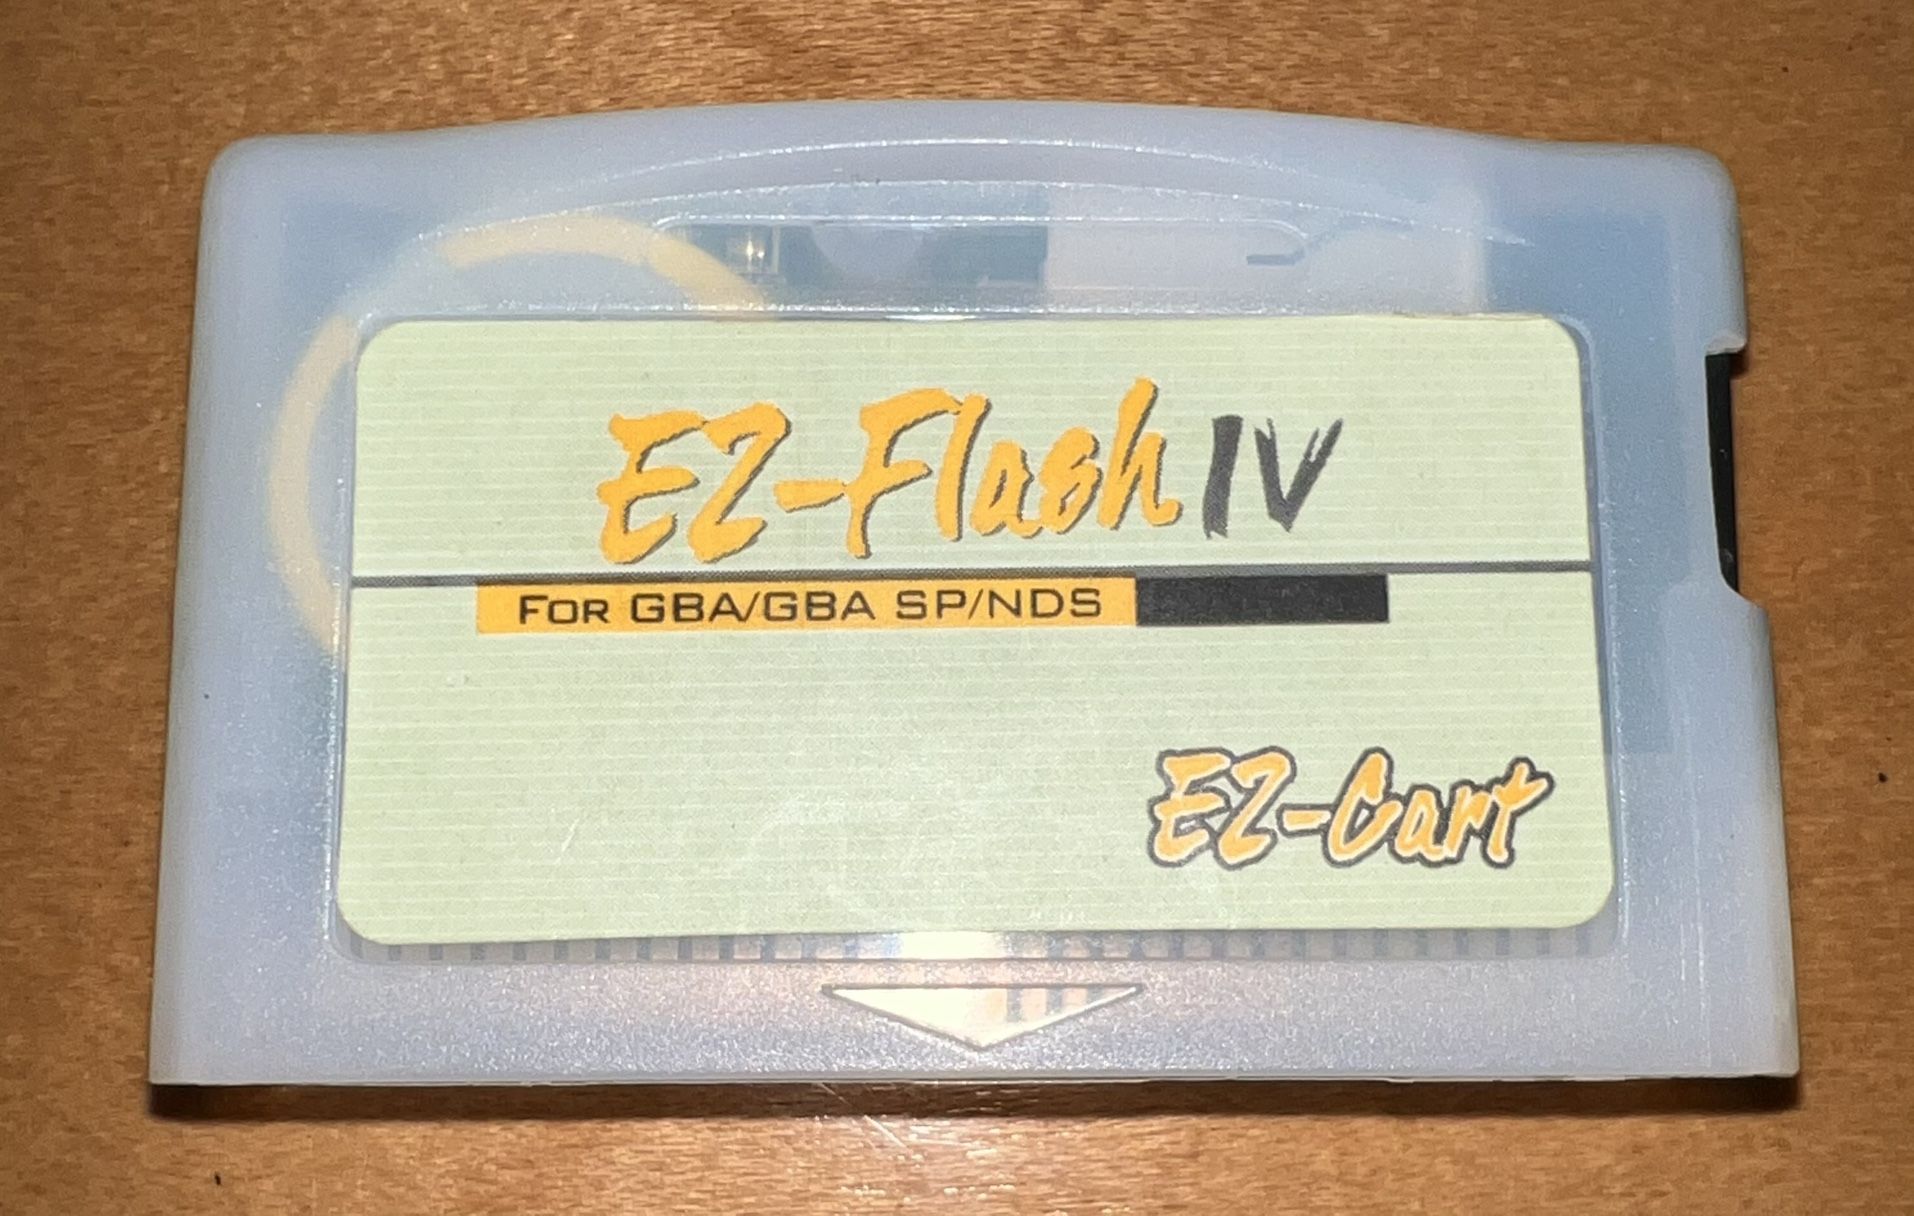 EZ-Flash IV
FOR GBA/GBA SP/NDS
EZ-Cart